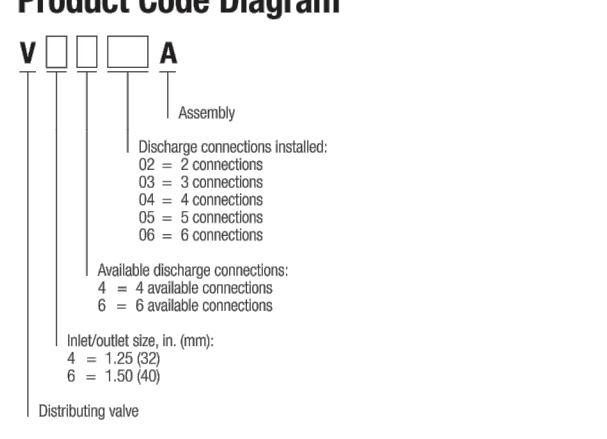 Product Code Diagram
V A
Assembly
Discharge connections installed:
02 = 2 connections
03 = 3 connections
04 = 4 connections
05 = 5 connections
06 = 6 connections
Available discharge connections:
4 = 4 available connections
6 = 6 available connections
Inlet/outlet size, in. (mm):
4 = 1.25 (32)
6 = 1.50 (40)
Distributing valve